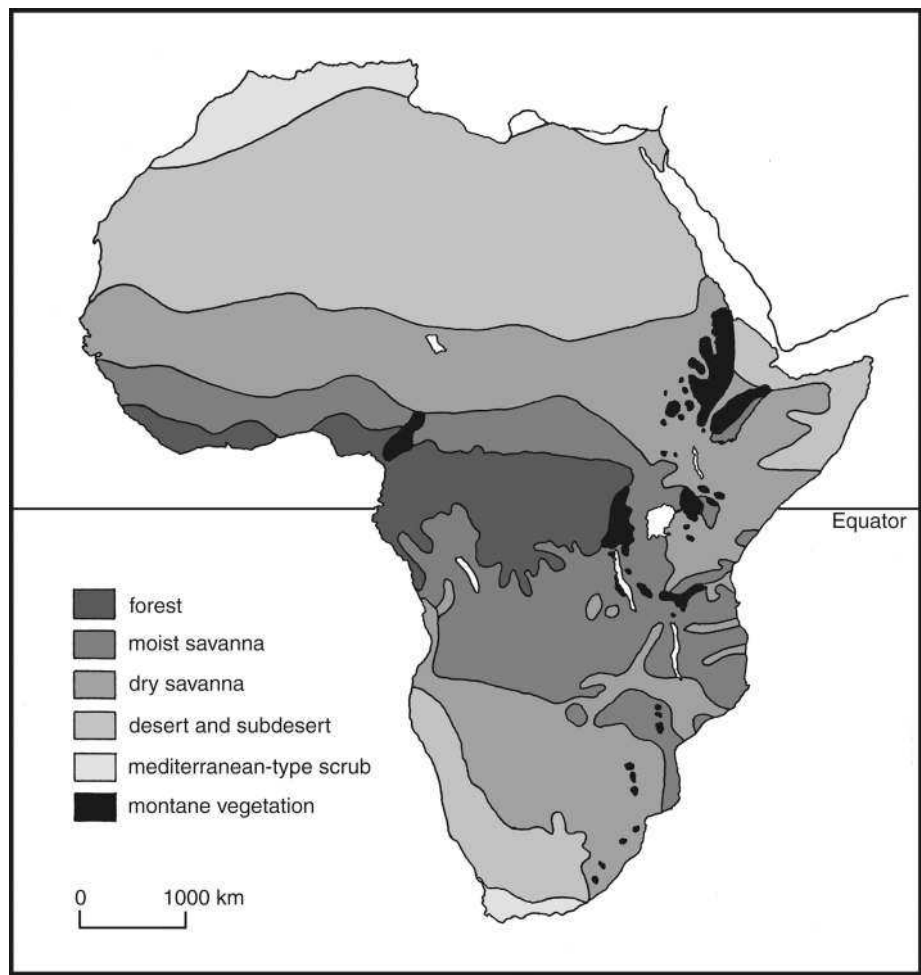 Equator
forest
moist savanna
dry savanna
desert and subdesert
mediterranean-type scrub
montane vegetation
0 1000 km